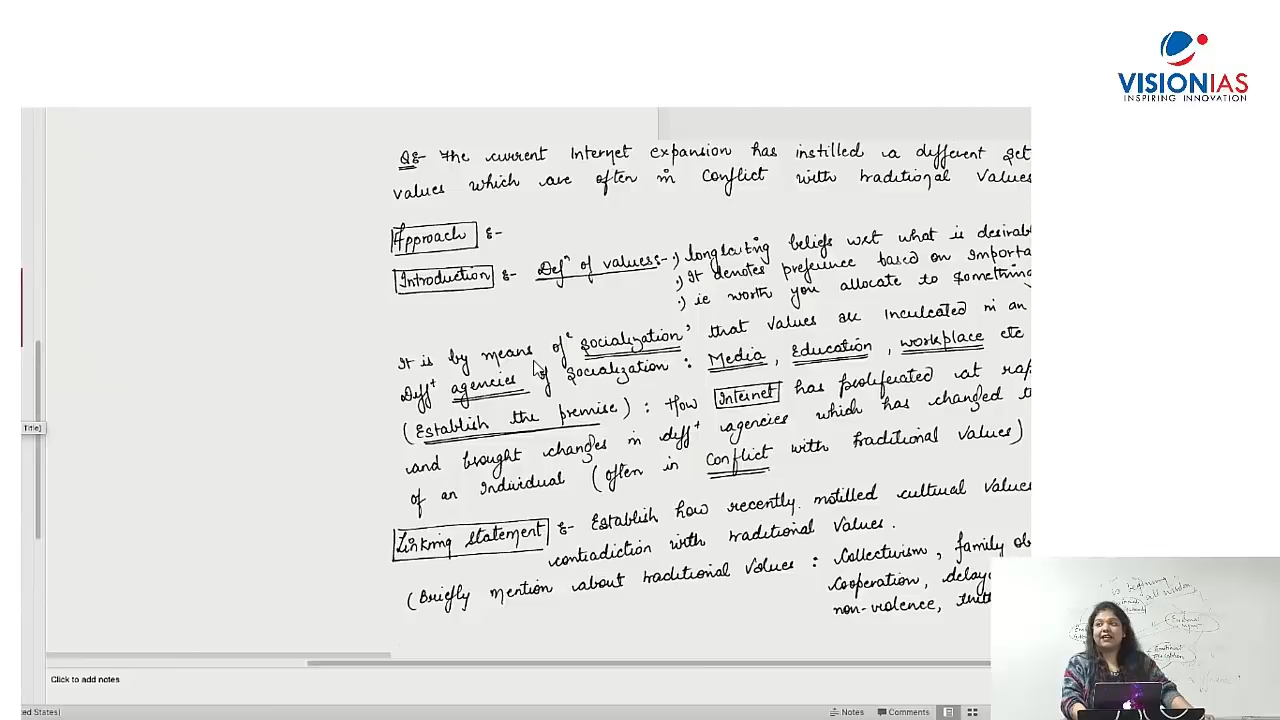 VISIONIAS
INSPIRING INNOVATION
Q:- The current Internet expansion has instilled a different set
values which are often in conflict with traditional values
Approach :-
Introduction :- Defn of values:- ·) longlasting beliefs wrt what is desirabl
·) It denotes preference based on importa
·) ie worth you allocate to something
It is by means of 'socialization' that values are inculcated in an
Diff+ agencies of socialization : Media, Education, workplace etc
(Establish the premise) : How Internet has proliferated at rap
and brought changes in diff+ agencies which has changed t
of an Individual (often in conflict with traditional values)
Linking statement :- Establish how recently instilled cultural values
contradiction with traditional values.
(Briefly mention about traditional values : collectivism, family ob
cooperation, delay
non-violence, truth
Title]
Click to add notes
ed States)
Notes
Comments